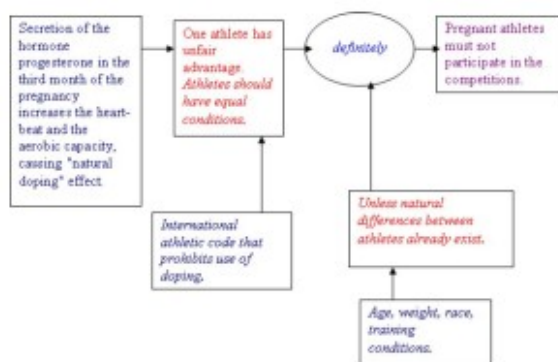 Secretion of the
hormone
progesterone in the
third month of the
pregnancy
increases the heart-
beat and the
aerobic capacity,
causing "natural
doping" effect
One athlete has
unfair
advantage.
Athletes should
have equal
conditions.
definitely
Pregnant athletes
must not
participate in the
competitions.
International
athletic code that
prohibits use of
doping.
Unless natural
differences between
athletes already exist.
Age, weight, race,
training
conditions.